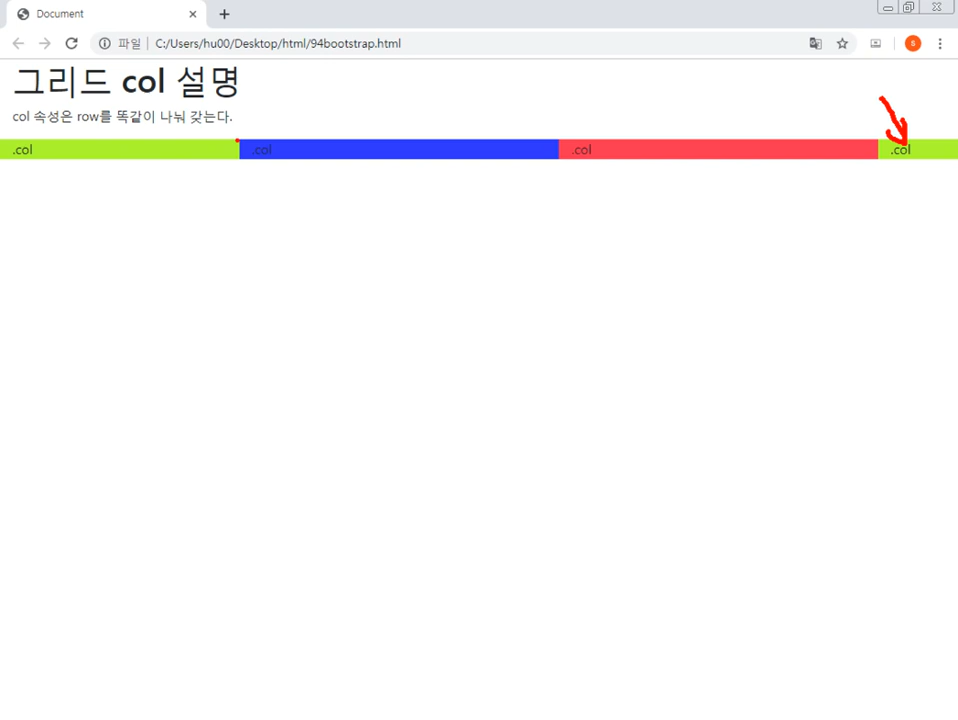 Document
파일 C:/Users/hu00/Desktop/html/94bootstrap.html
s
그리드 col 설명
col 속성은 row를 똑같이 나눠 갖는다.
.col .col .col .col